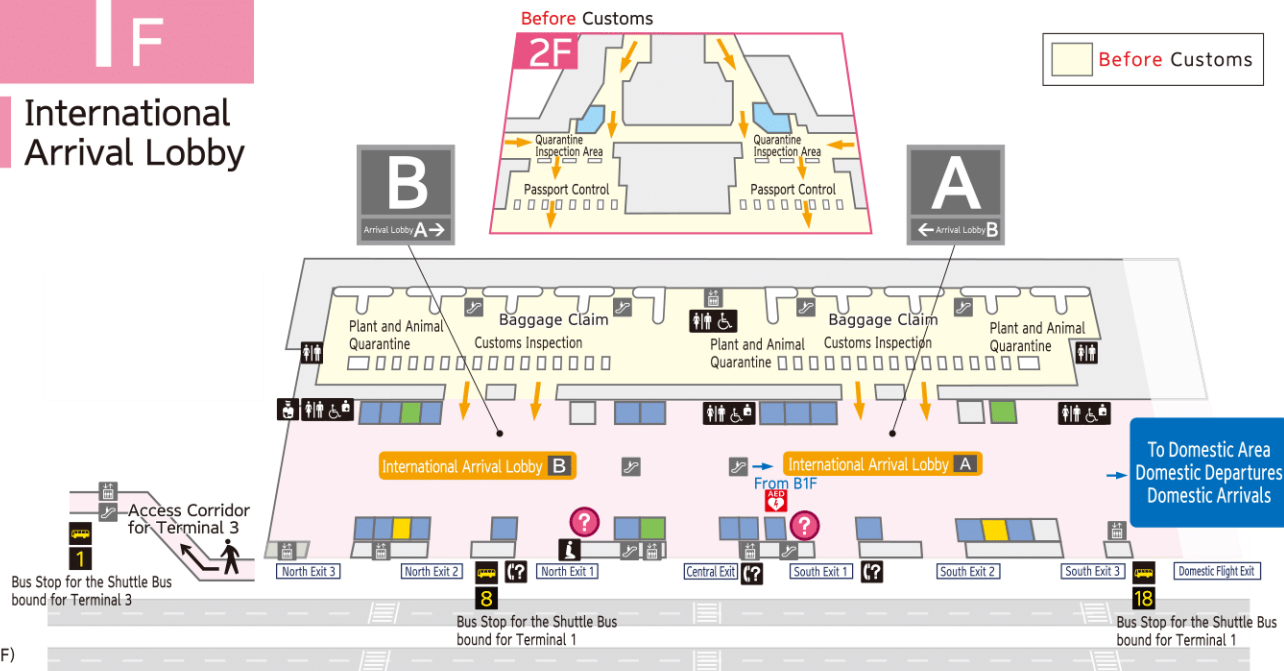 1F
International
Arrival Lobby
Before Customs
2F
Quarantine
Inspection Area
Quarantine
Inspection Area
Passport Control
Passport Control
Before Customs
B
Arrival Lobby A→
A
←Arrival Lobby B
Baggage Claim
Baggage Claim
Plant and Animal
Quarantine
Customs Inspection
Plant and Animal
Quarantine
Customs Inspection
Plant and Animal
Quarantine
International Arrival Lobby B
International Arrival Lobby A
From B1F
AED
To Domestic Area
Domestic Departures
Domestic Arrivals
?
?
Access Corridor
for Terminal 3
1
Bus Stop for the Shuttle Bus
bound for Terminal 3
North Exit 3
North Exit 2
North Exit 1
Central Exit
South Exit 1
South Exit 2
South Exit 3
Domestic Flight Exit
?
?
?
8
Bus Stop for the Shuttle Bus
bound for Terminal 1
18
Bus Stop for the Shuttle Bus
bound for Terminal 1
F)